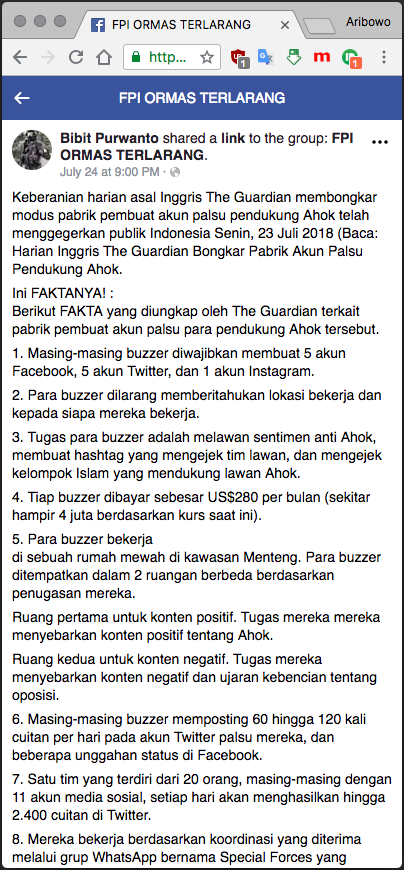 FPI ORMAS TERLARANG
Aribowo
http...
1
m
1
FPI ORMAS TERLARANG
Bibit Purwanto shared a link to the group: FPI
ORMAS TERLARANG.
July 24 at 9:00 PM ·
Keberanian harian asal Inggris The Guardian membongkar
modus pabrik pembuat akun palsu pendukung Ahok telah
menggegerkan publik Indonesia Senin, 23 Juli 2018 (Baca:
Harian Inggris The Guardian Bongkar Pabrik Akun Palsu
Pendukung Ahok.
Ini FAKTANYA! :
Berikut FAKTA yang diungkap oleh The Guardian terkait
pabrik pembuat akun palsu para pendukung Ahok tersebut.
1. Masing-masing buzzer diwajibkan membuat 5 akun
Facebook, 5 akun Twitter, dan 1 akun Instagram.
2. Para buzzer dilarang memberitahukan lokasi bekerja dan
kepada siapa mereka bekerja.
3. Tugas para buzzer adalah melawan sentimen anti Ahok,
membuat hashtag yang mengejek tim lawan, dan mengejek
kelompok Islam yang mendukung lawan Ahok.
4. Tiap buzzer dibayar sebesar US$280 per bulan (sekitar
hampir 4 juta berdasarkan kurs saat ini).
5. Para buzzer bekerja
di sebuah rumah mewah di kawasan Menteng. Para buzzer
ditempatkan dalam 2 ruangan berbeda berdasarkan
penugasan mereka.
Ruang pertama untuk konten positif. Tugas mereka mereka
menyebarkan konten positif tentang Ahok.
Ruang kedua untuk konten negatif. Tugas mereka
menyebarkan konten negatif dan ujaran kebencian tentang
oposisi.
6. Masing-masing buzzer memposting 60 hingga 120 kali
cuitan per hari pada akun Twitter palsu mereka, dan
beberapa unggahan status di Facebook.
7. Satu tim yang terdiri dari 20 orang, masing-masing dengan
11 akun media sosial, setiap hari akan menghasilkan hingga
2.400 cuitan di Twitter.
8. Mereka bekerja berdasarkan koordinasi yang diterima
melalui grup WhatsApp bernama Special Forces yang